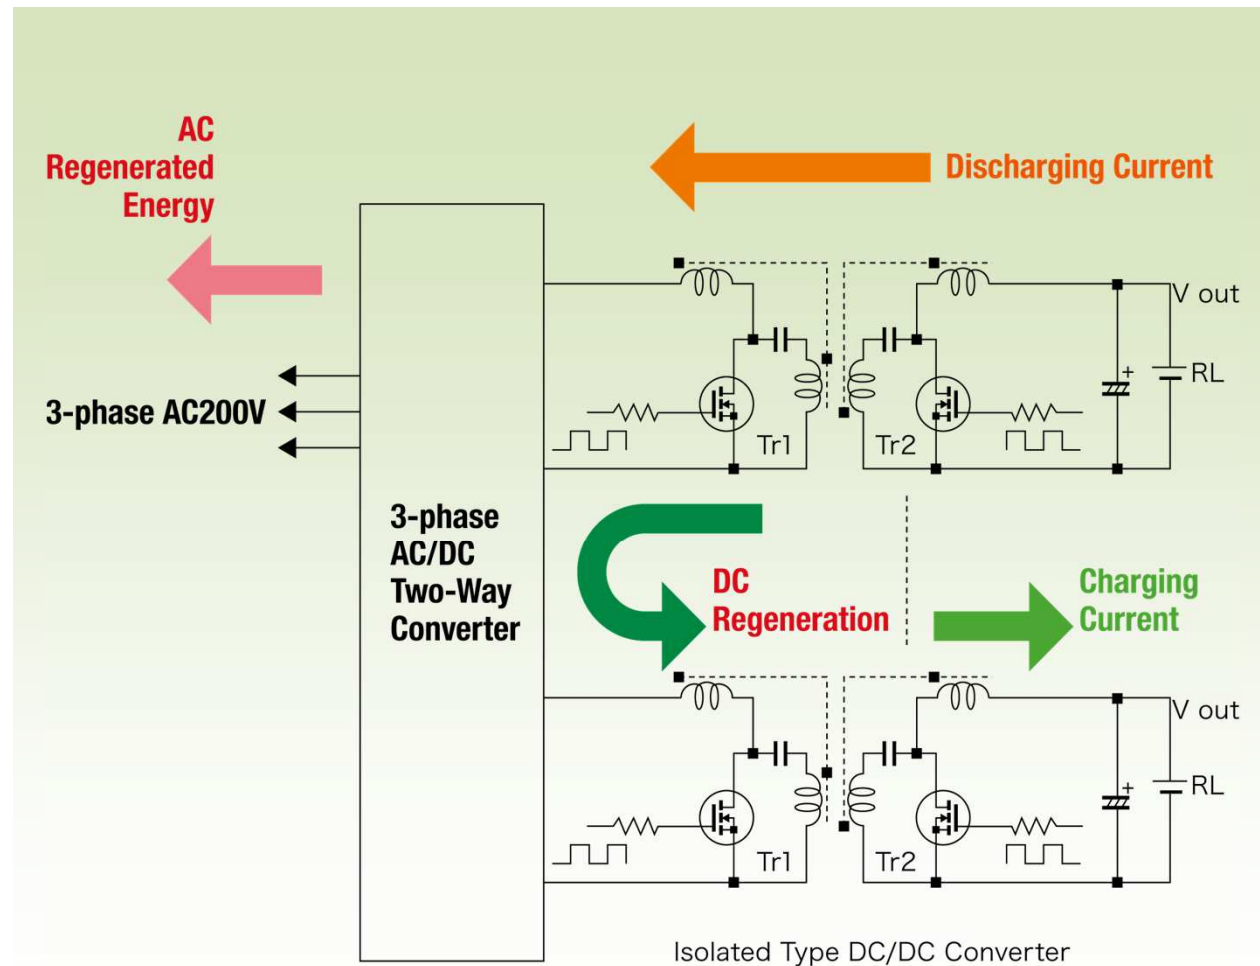 AC
Regenerated
Energy
Discharging Current
V out
+
RL
3-phase AC200V
Tr1
Tr2
3-phase
AC/DC
Two-Way
Converter
DC
Regeneration
Charging
Current
V out
+
RL
Tr1
Tr2
Isolated Type DC/DC Converter